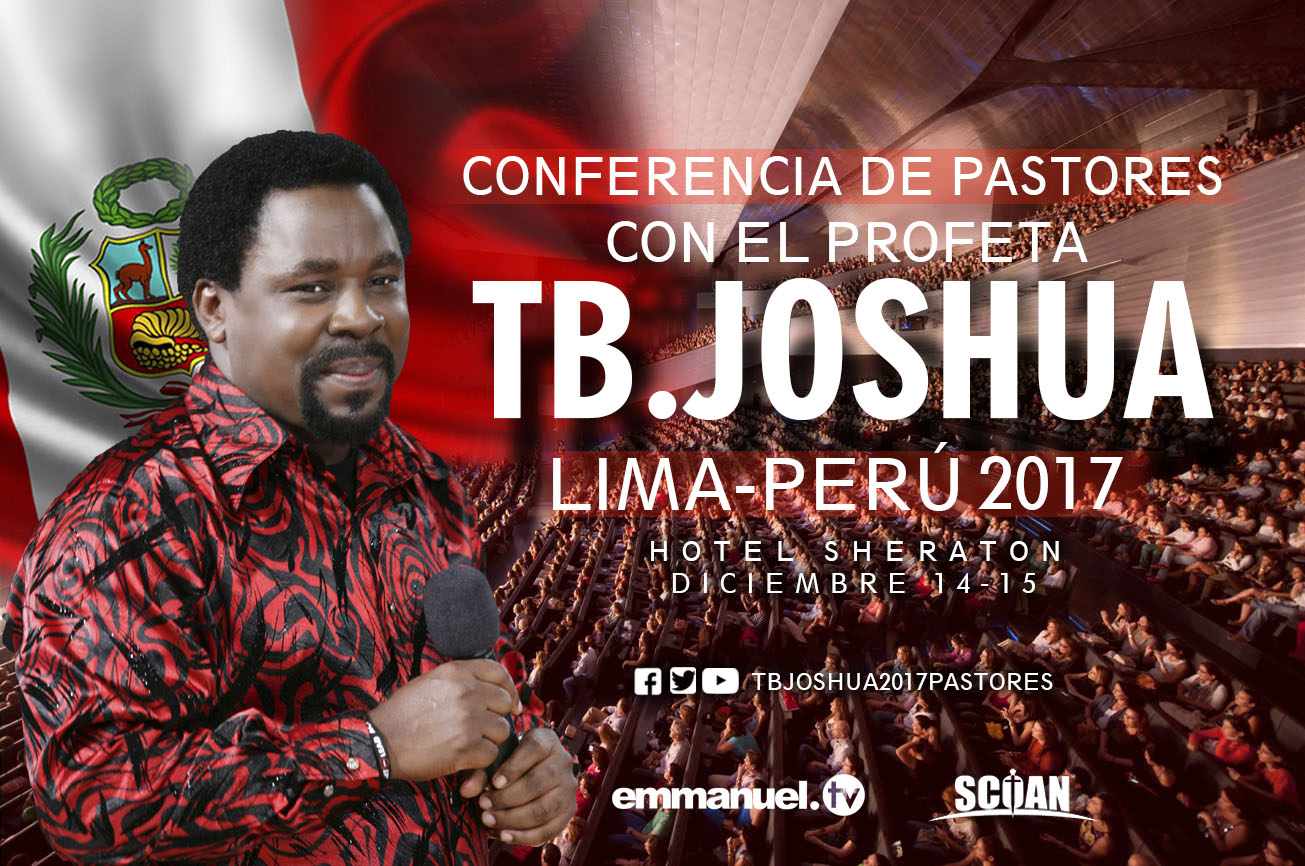 CONFERENCIA DE PASTORES
CON EL PROFETA
TB.JOSHUA
LIMA-PERÚ 2017
HOTEL SHERATON
DICIEMBRE 14-15
TBJOSHUA2017PASTORES
emmanuel.tv
SCOAN